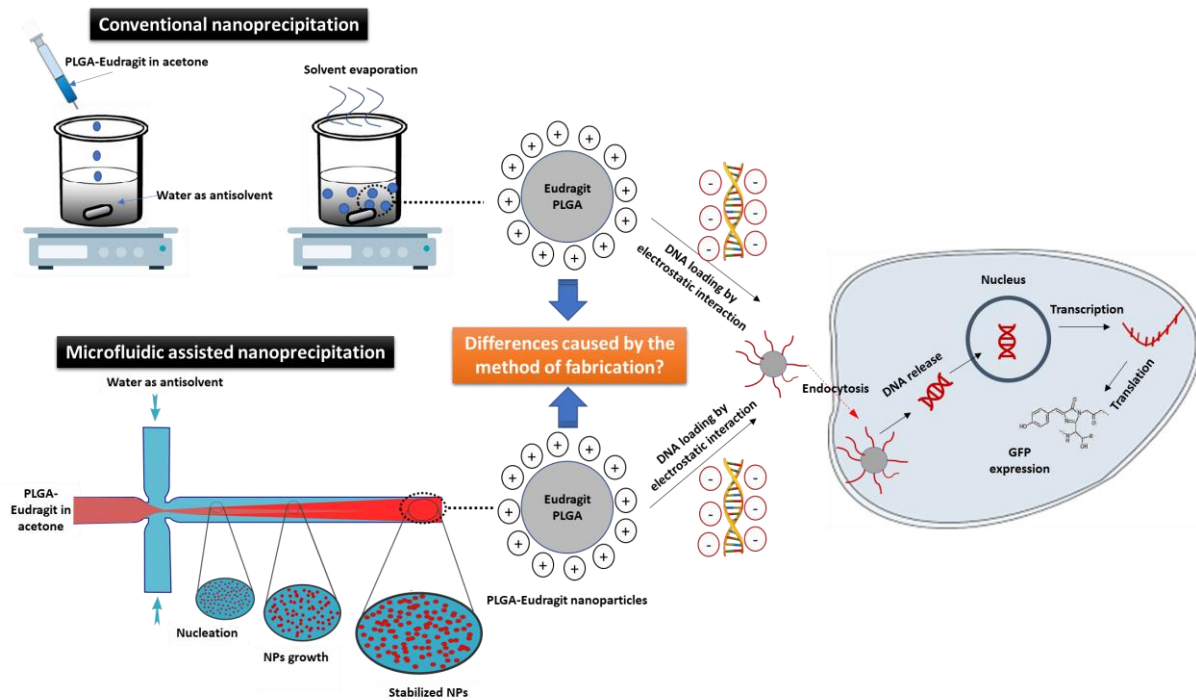 Conventional nanoprecipitation
PLGA-Eudragit in acetone
Solvent evaporation
Water as antisolvent
+ + + + + + + + + + + + +
Eudragit
PLGA
- -
- -
- -
DNA loading by
electrostatic interaction
Differences caused by the
method of fabrication?
Microfluidic assisted nanoprecipitation
Water as antisolvent
PLGA-
Eudragit in
acetone
Nucleation
NPs growth
Stabilized NPs
+ + + + + + + + + + + + +
Eudragit
PLGA
PLGA-Eudragit nanoparticles
DNA loading by
electrostatic interaction
- -
- -
- -
Endocytosis
DNA release
Nucleus
Transcription
Translation
GFP
expression